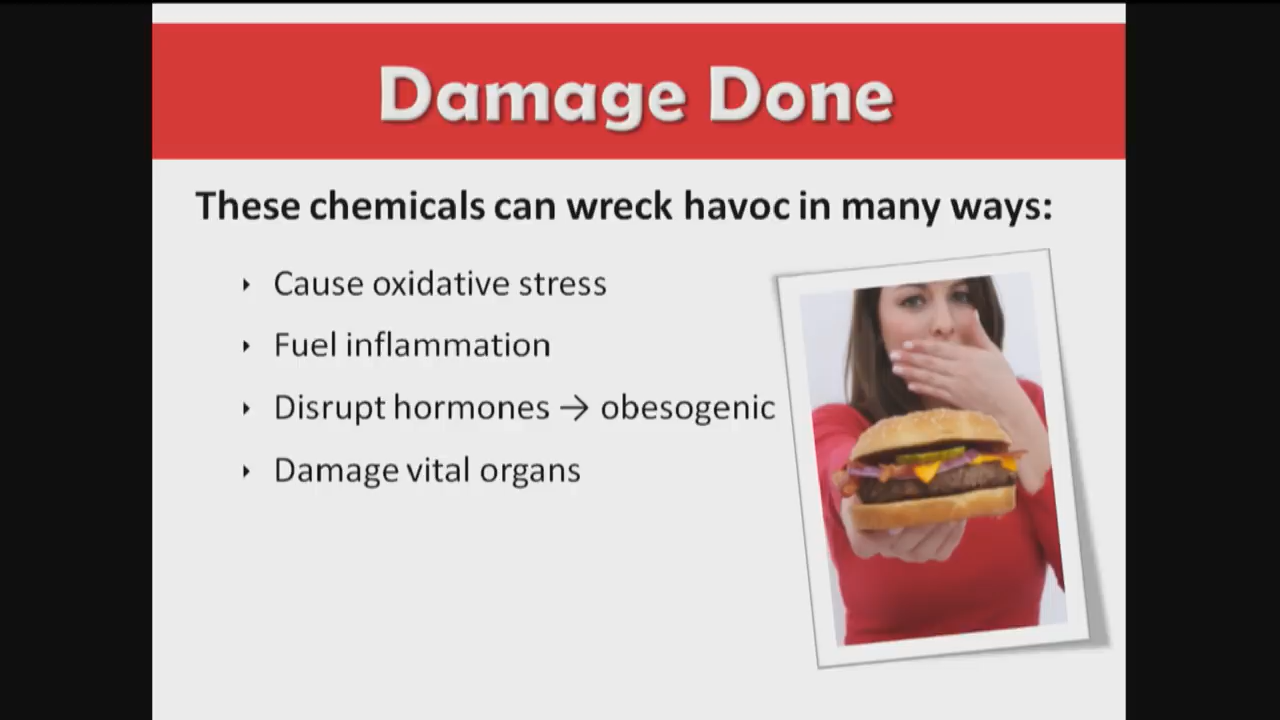 Damage Done
These chemicals can wreck havoc in many ways:
Cause oxidative stress
Fuel inflammation
Disrupt hormones → obesogenic
Damage vital organs